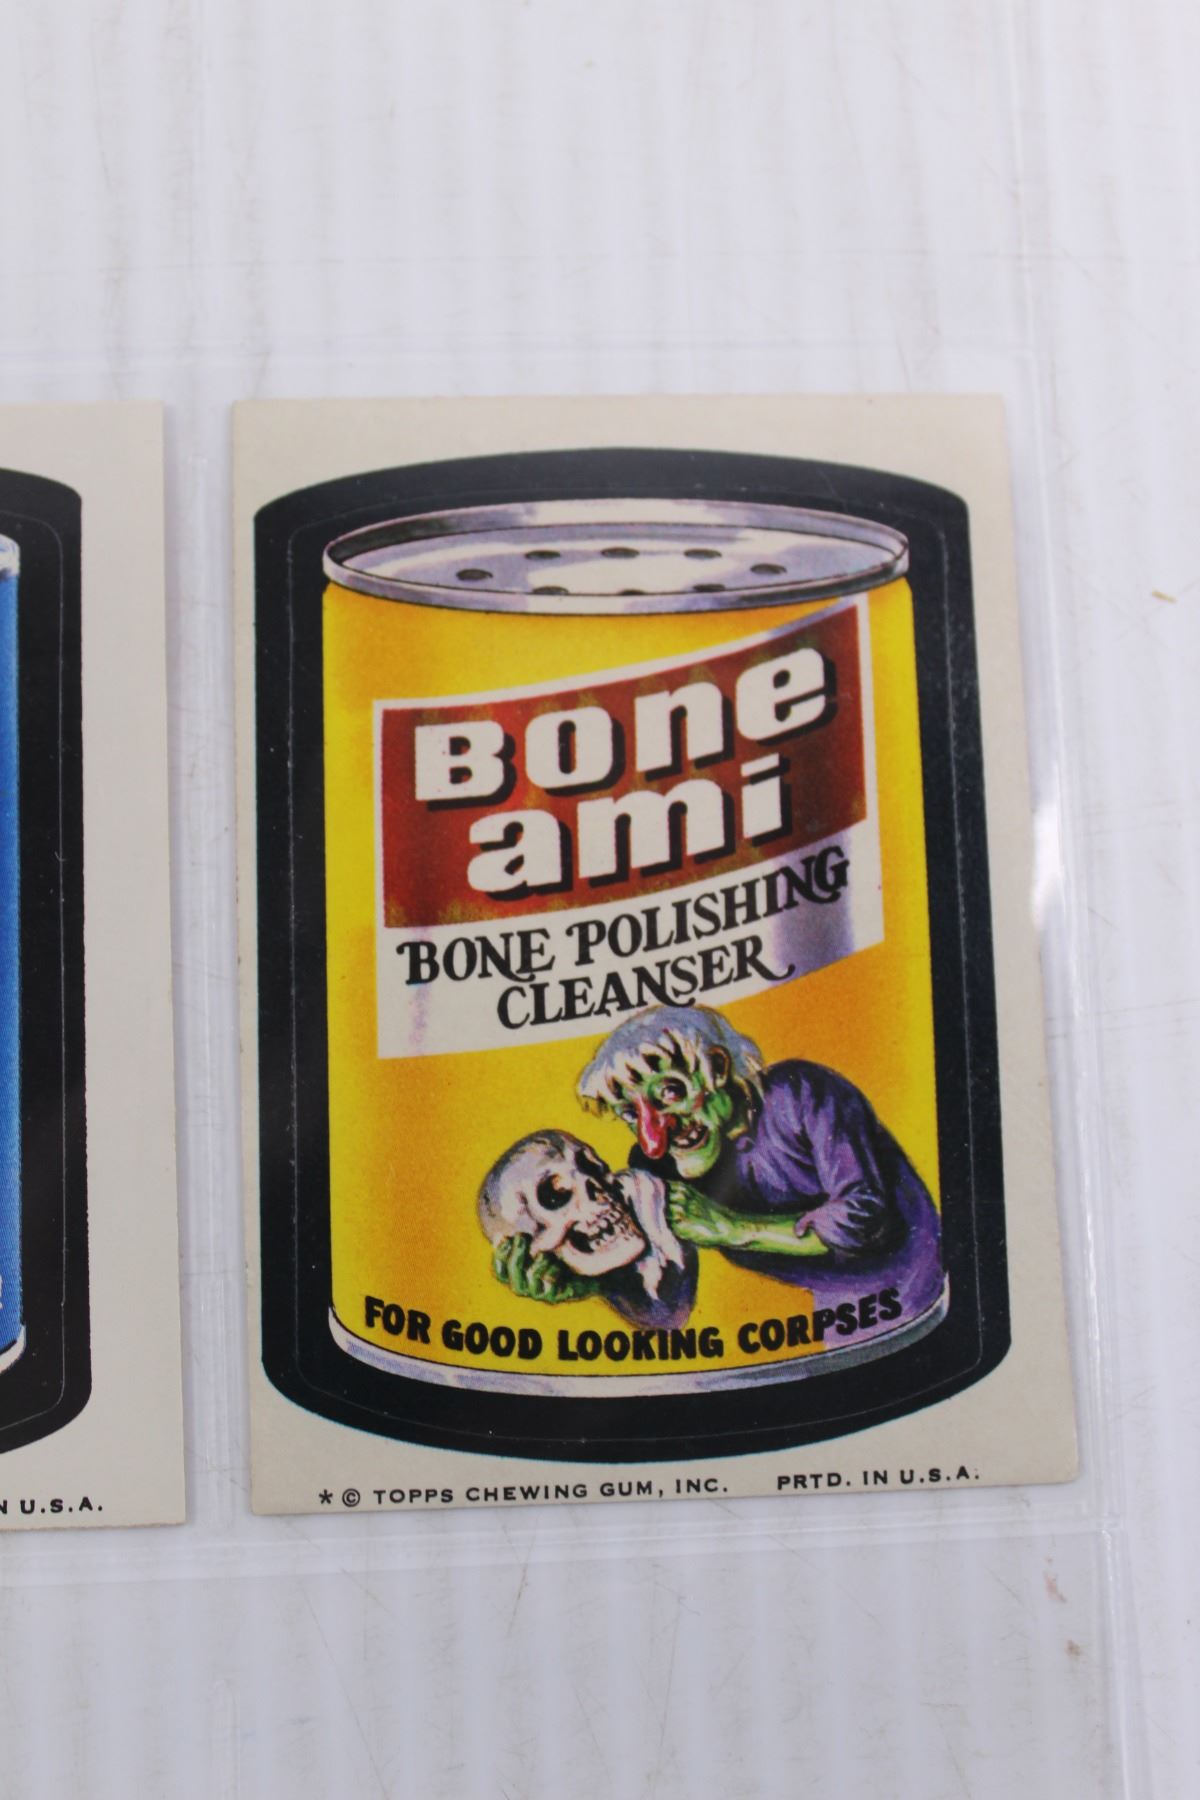 Bone
ami
BONE POLISHING
CLEANSER
FOR GOOD LOOKING CORPSES
* © TOPPS CHEWING GUM, INC. PRTD. IN U.S.A.
N U.S.A.